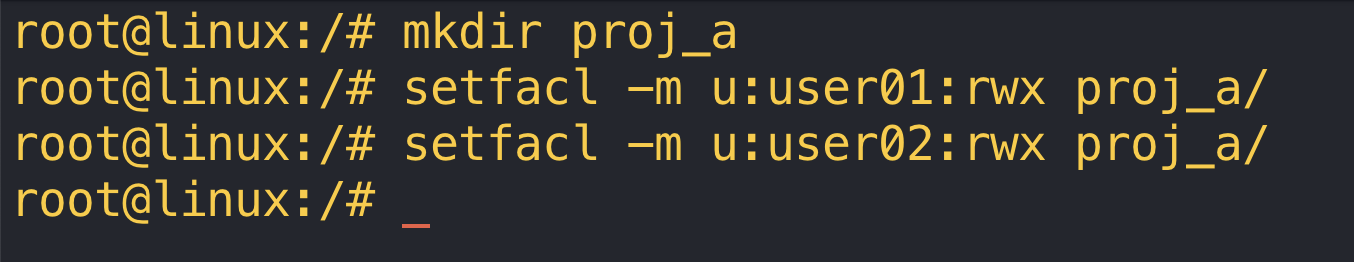 root@linux:/# mkdir proj_a
root@linux:/# setfacl -m u:user01:rwx proj_a/
root@linux:/# setfacl -m u:user02:rwx proj_a/
root@linux:/# _